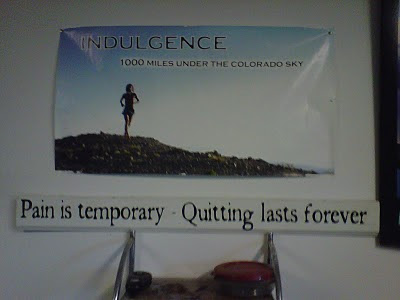 INDULGENCE
1000 MILES UNDER THE COLORADO SKY
Pain is temporary - Quitting lasts forever